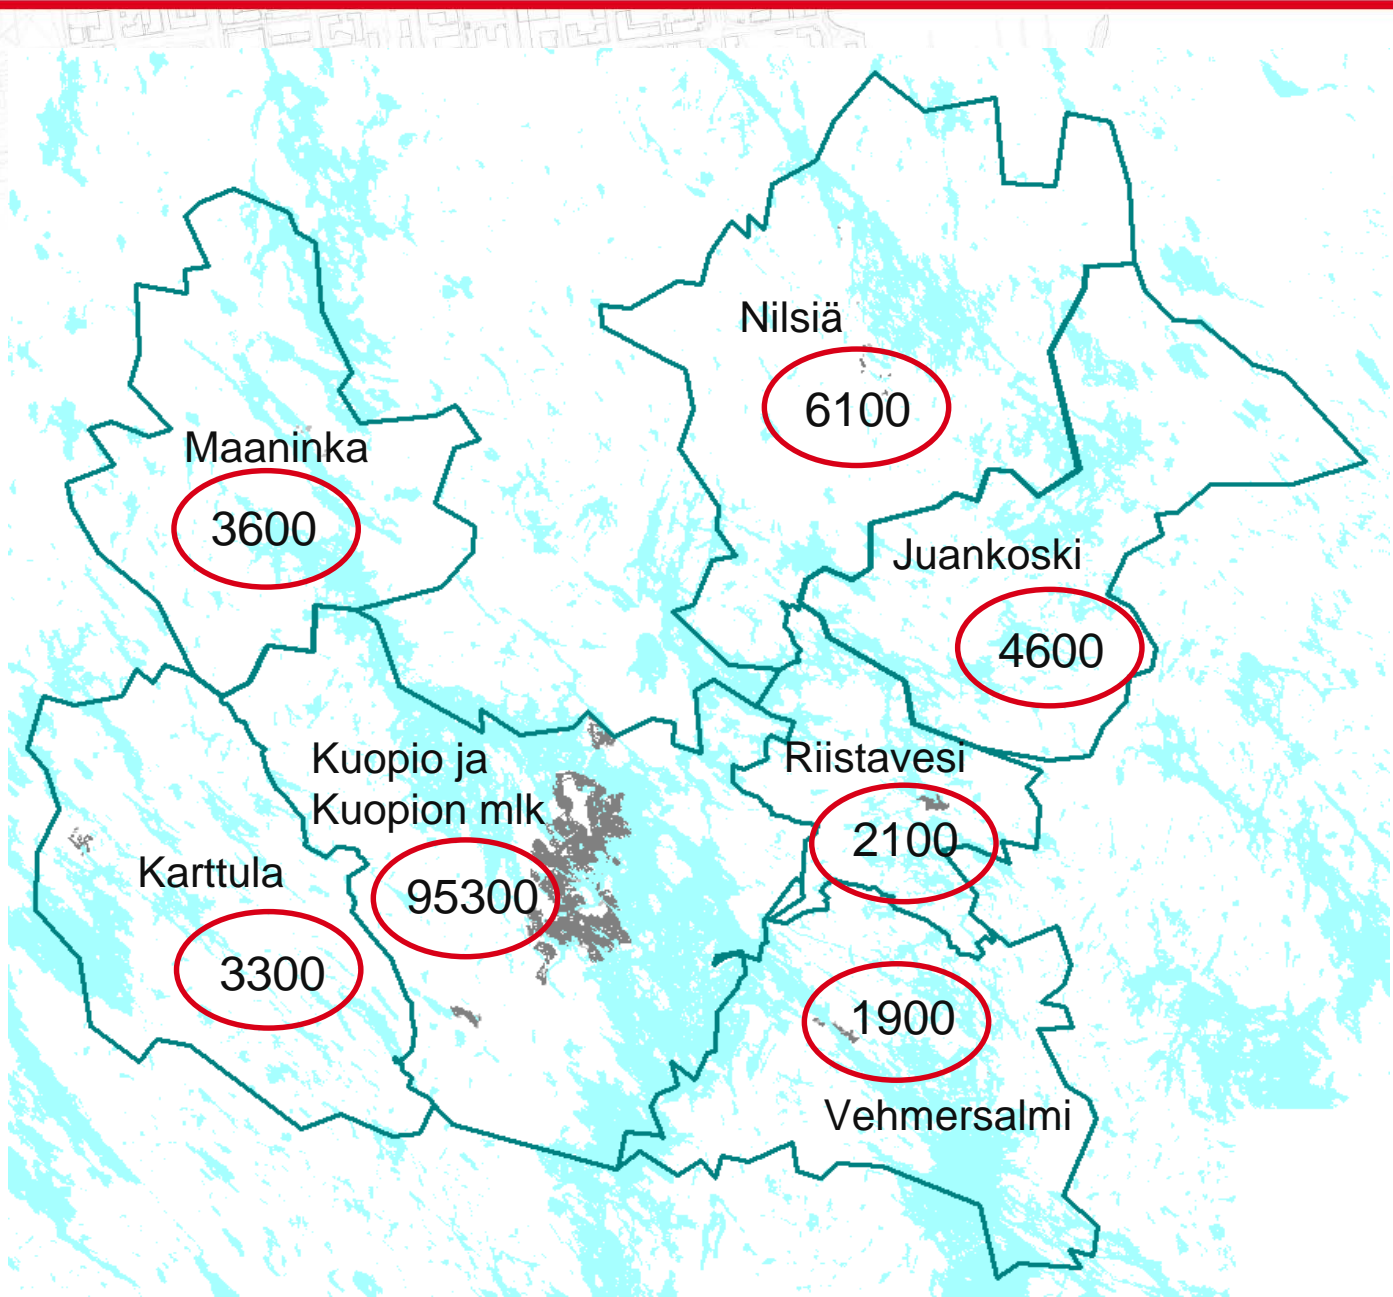 Nilsiä
6100
Maaninka
3600
Juankoski
4600
Kuopio ja
Kuopion mlk
95300
Riistavesi
2100
Karttula
3300
1900
Vehmersalmi